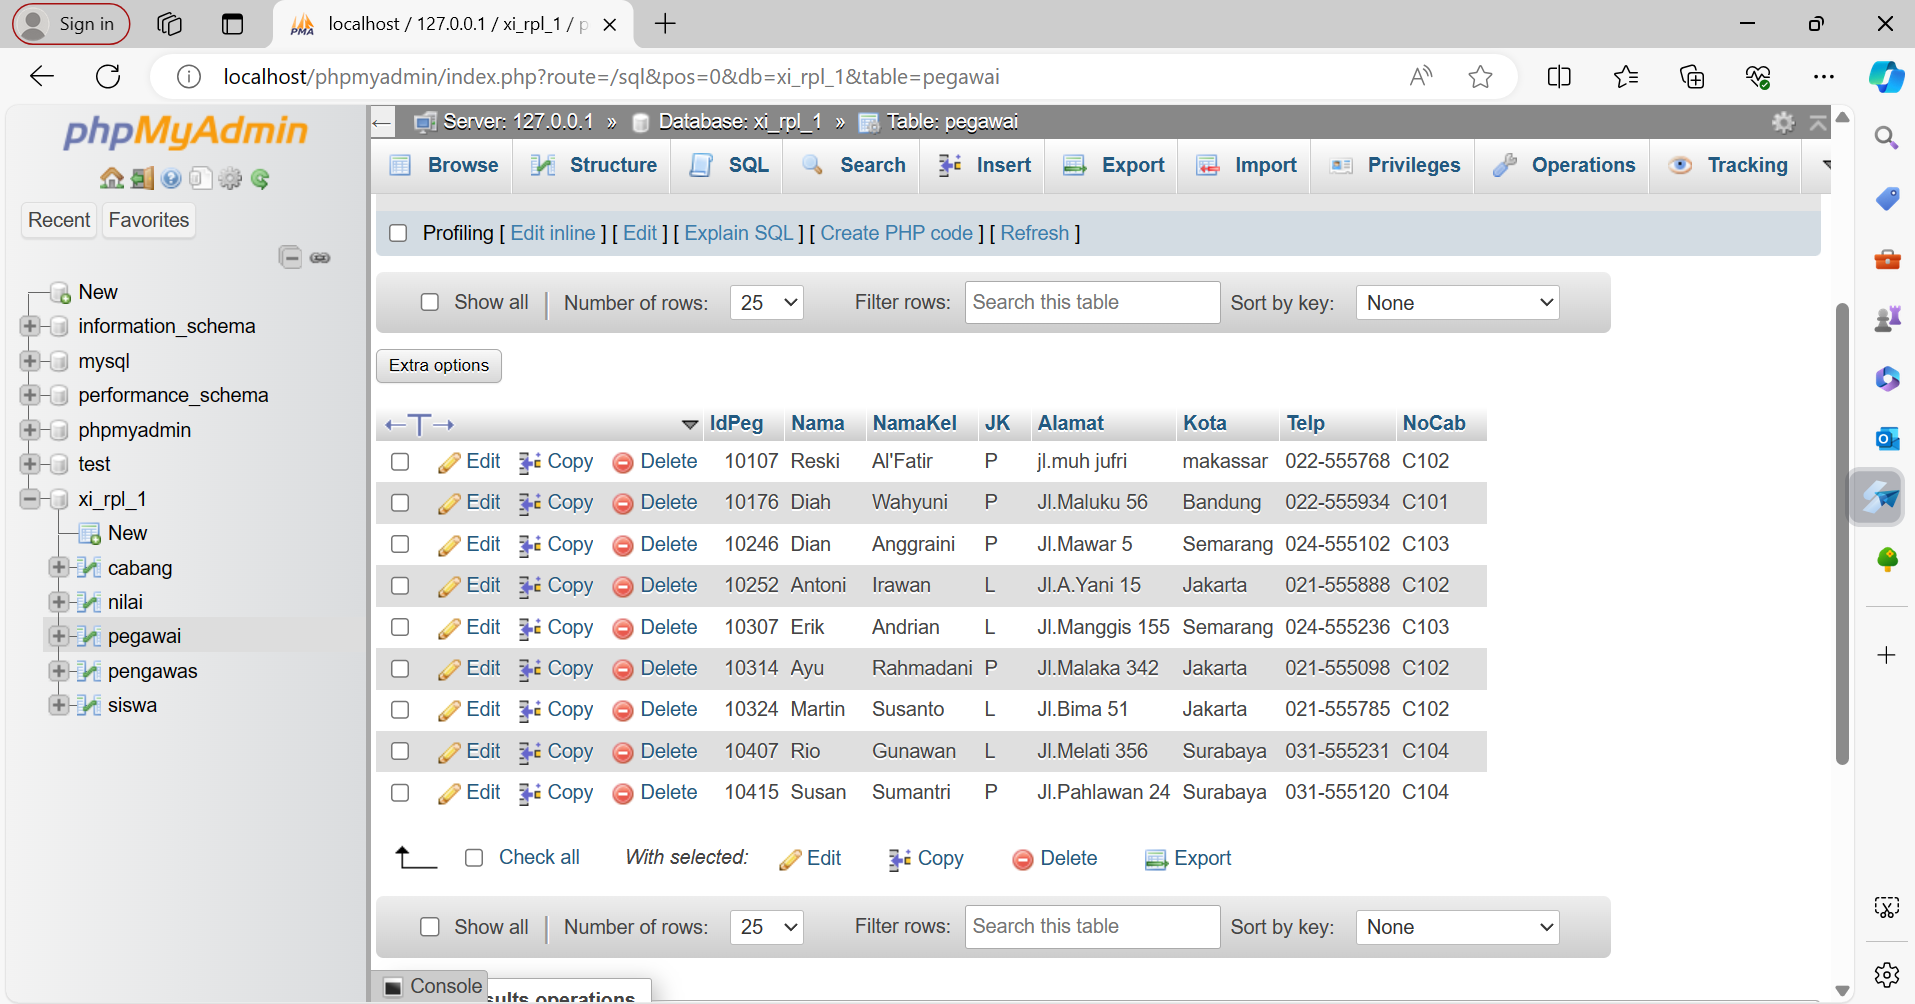 Sign in
localhost / 127.0.0.1 / xi_rpl_1 / p
localhost/phpmyadmin/index.php?route=/sql&pos=0&db=xi_rpl_1&table=pegawai
phpMyAdmin
Recent Favorites
New
information_schema
mysql
performance_schema
phpmyadmin
test
xi_rpl_1
New
cabang
nilai
pegawai
pengawas
siswa
Server: 127.0.0.1 » Database: xi_rpl_1 » Table: pegawai
Browse Structure SQL Search Insert Export Import Privileges Operations Tracking
Profiling [ Edit inline ] [ Edit ] [ Explain SQL ] [ Create PHP code ] [ Refresh ]
Show all | Number of rows: 25 Filter rows: Search this table Sort by key: None
Extra options
←T→ IdPeg Nama NamaKel JK Alamat Kota Telp NoCab
Edit Copy Delete 10107 Reski Al'Fatir P jl.muh jufri makassar 022-555768 C102
Edit Copy Delete 10176 Diah Wahyuni P Jl.Maluku 56 Bandung 022-555934 C101
Edit Copy Delete 10246 Dian Anggraini P Jl.Mawar 5 Semarang 024-555102 C103
Edit Copy Delete 10252 Antoni Irawan L Jl.A.Yani 15 Jakarta 021-555888 C102
Edit Copy Delete 10307 Erik Andrian L Jl.Manggis 155 Semarang 024-555236 C103
Edit Copy Delete 10314 Ayu Rahmadani P Jl.Malaka 342 Jakarta 021-555098 C102
Edit Copy Delete 10324 Martin Susanto L Jl.Bima 51 Jakarta 021-555785 C102
Edit Copy Delete 10407 Rio Gunawan L Jl.Melati 356 Surabaya 031-555231 C104
Edit Copy Delete 10415 Susan Sumantri P Jl.Pahlawan 24 Surabaya 031-555120 C104
Check all With selected: Edit Copy Delete Export
Show all | Number of rows: 25 Filter rows: Search this table Sort by key: None
Console
operations